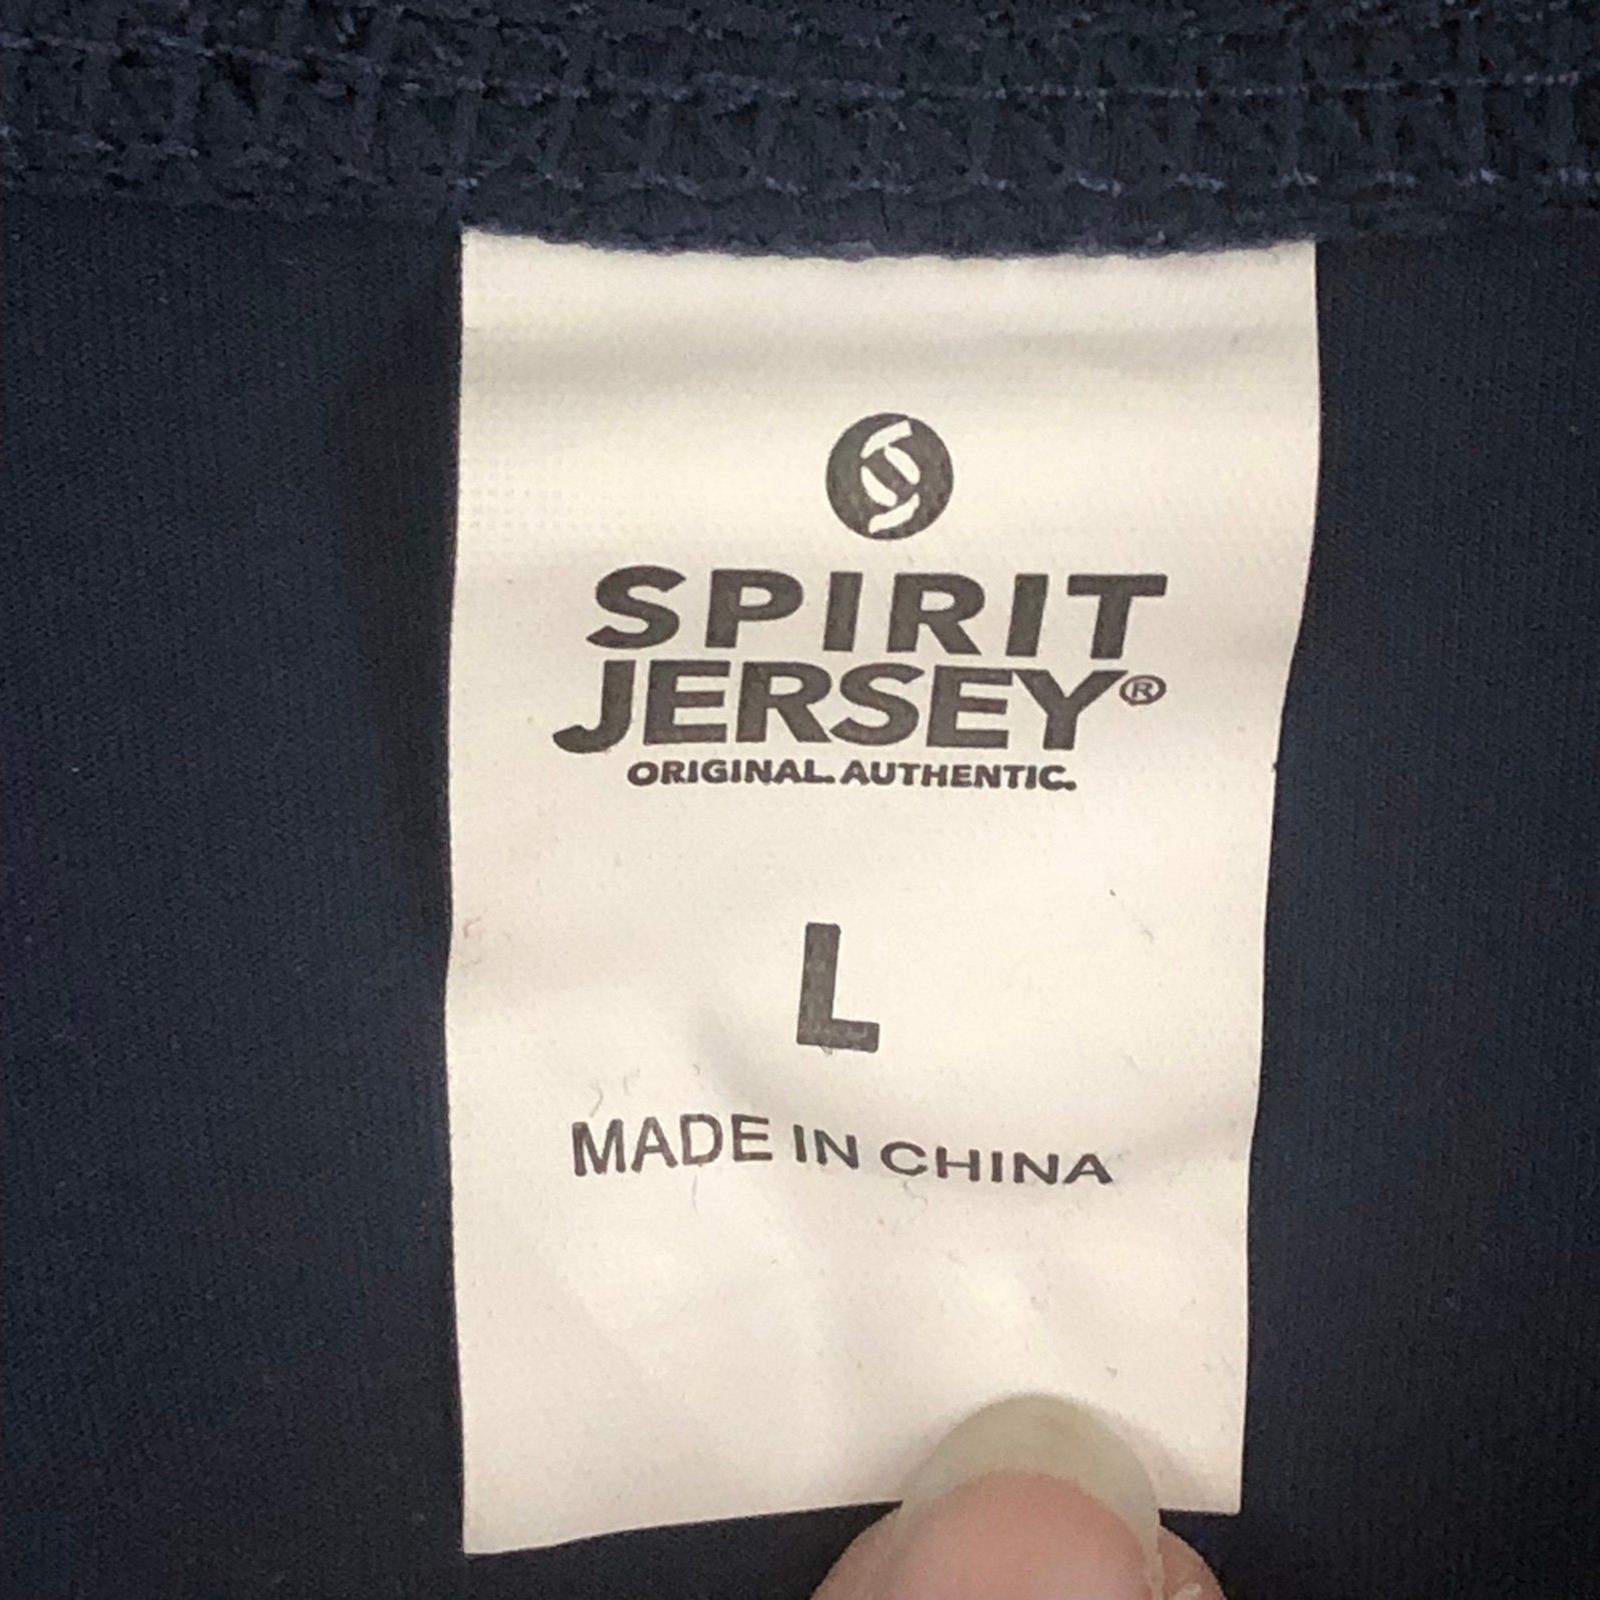 SPIRIT
JERSEY®
ORIGINAL. AUTHENTIC.
L
MADE IN CHINA